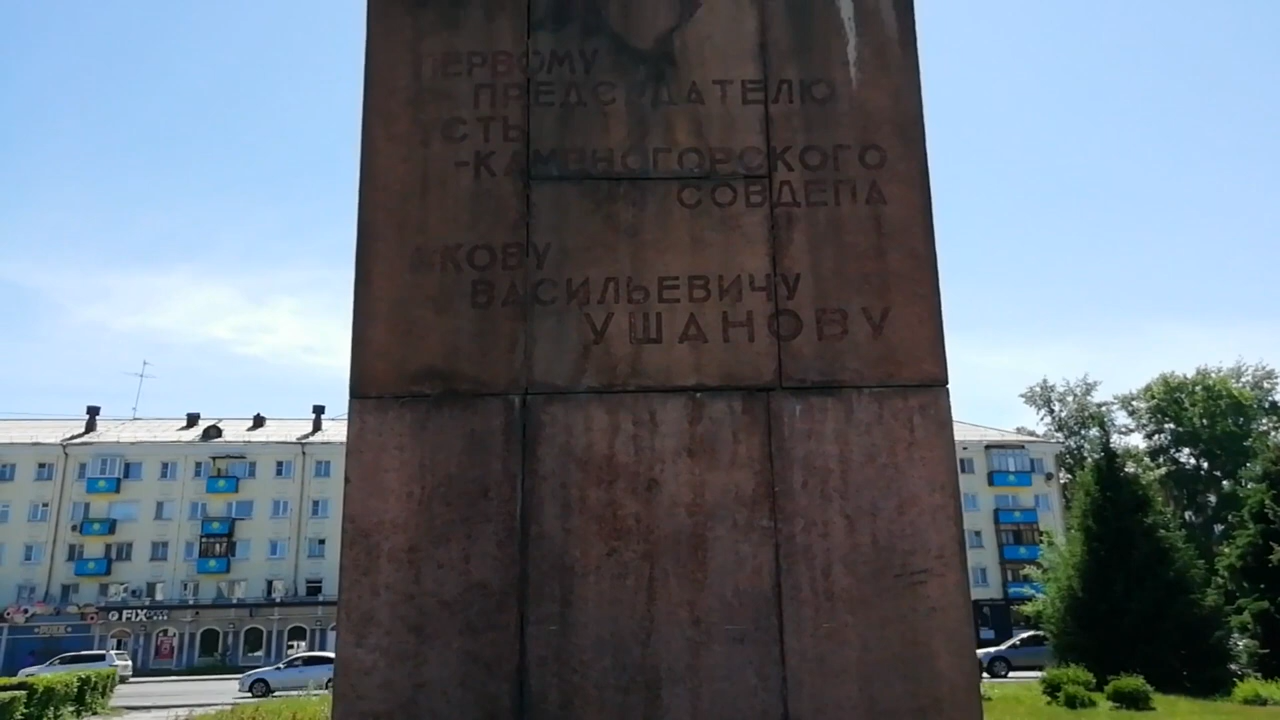 ПЕРВОМУ
ПРЕДСЕДАТЕЛЮ
УСТЬ
-КАМЕНОГОРСКОГО
СОВДЕПА
ЯКОВУ
ВАСИЛЬЕВИЧУ
УШАНОВУ
FIX